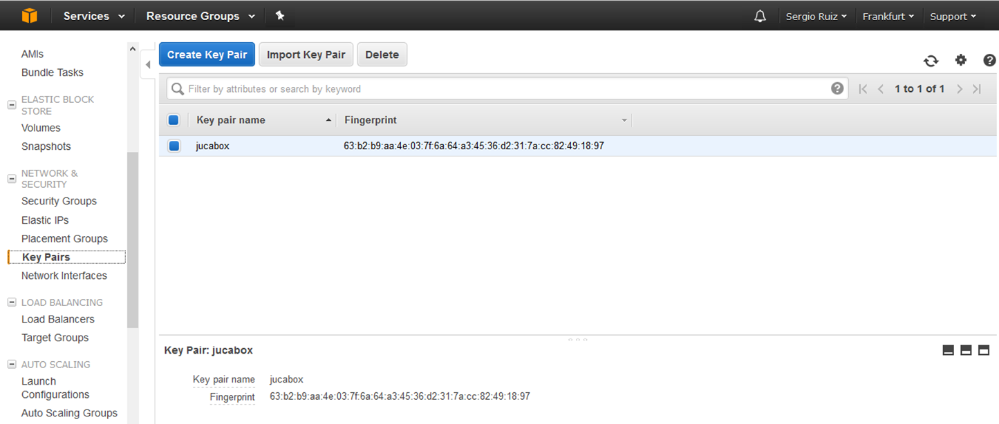 Services Resource Groups Sergio Ruiz Frankfurt Support
AMIs
Bundle Tasks
ELASTIC BLOCK
STORE
Volumes
Snapshots
NETWORK &
SECURITY
Security Groups
Elastic IPs
Placement Groups
Key Pairs
Network Interfaces
LOAD BALANCING
Load Balancers
Target Groups
AUTO SCALING
Launch
Configurations
Auto Scaling Groups
Create Key Pair Import Key Pair Delete
Filter by attributes or search by keyword 1 to 1 of 1
Key pair name Fingerprint
jucabox 63:b2:b9:aa:4e:03:7f:6a:64:a3:45:36:d2:31:7a:cc:82:49:18:97
Key Pair: jucabox
Key pair name jucabox
Fingerprint 63:b2:b9:aa:4e:03:7f:6a:64:a3:45:36:d2:31:7a:cc:82:49:18:97